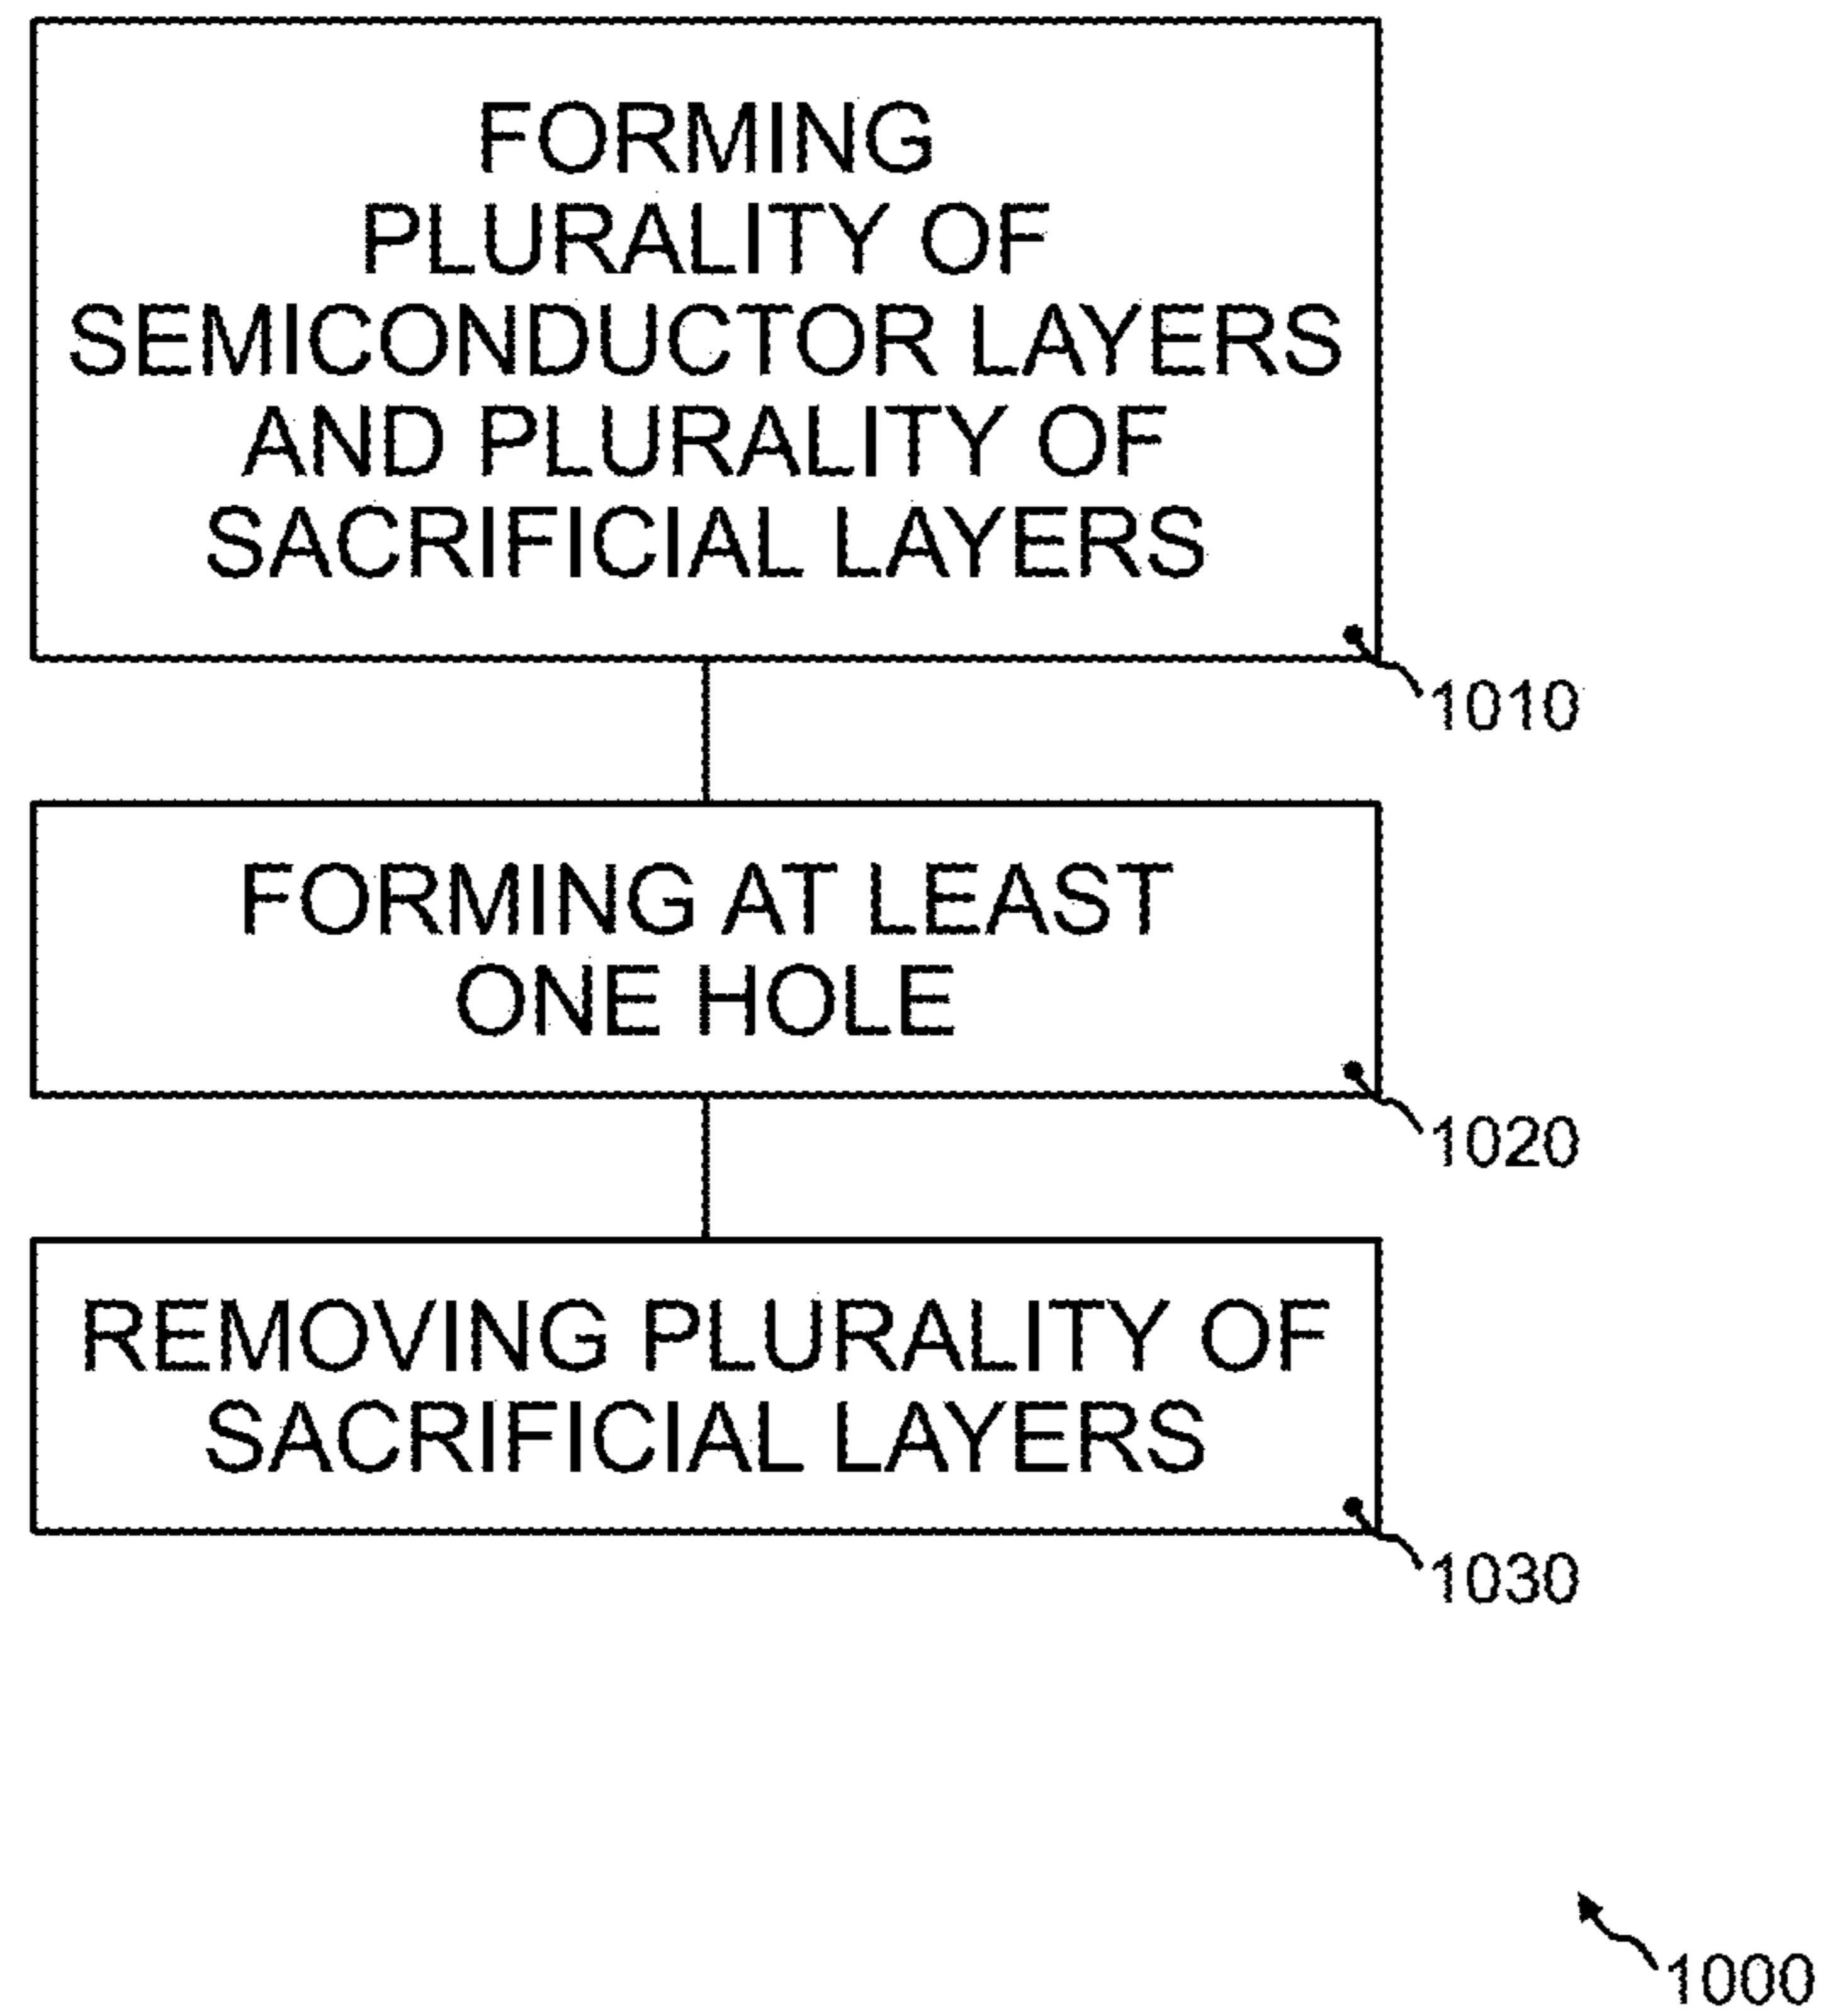 FORMING
PLURALITY OF
SEMICONDUCTOR LAYERS
AND PLURALITY OF
SACRIFICIAL LAYERS
1010
FORMING AT LEAST
ONE HOLE
1020
REMOVING PLURALITY OF
SACRIFICIAL LAYERS
1030
1000